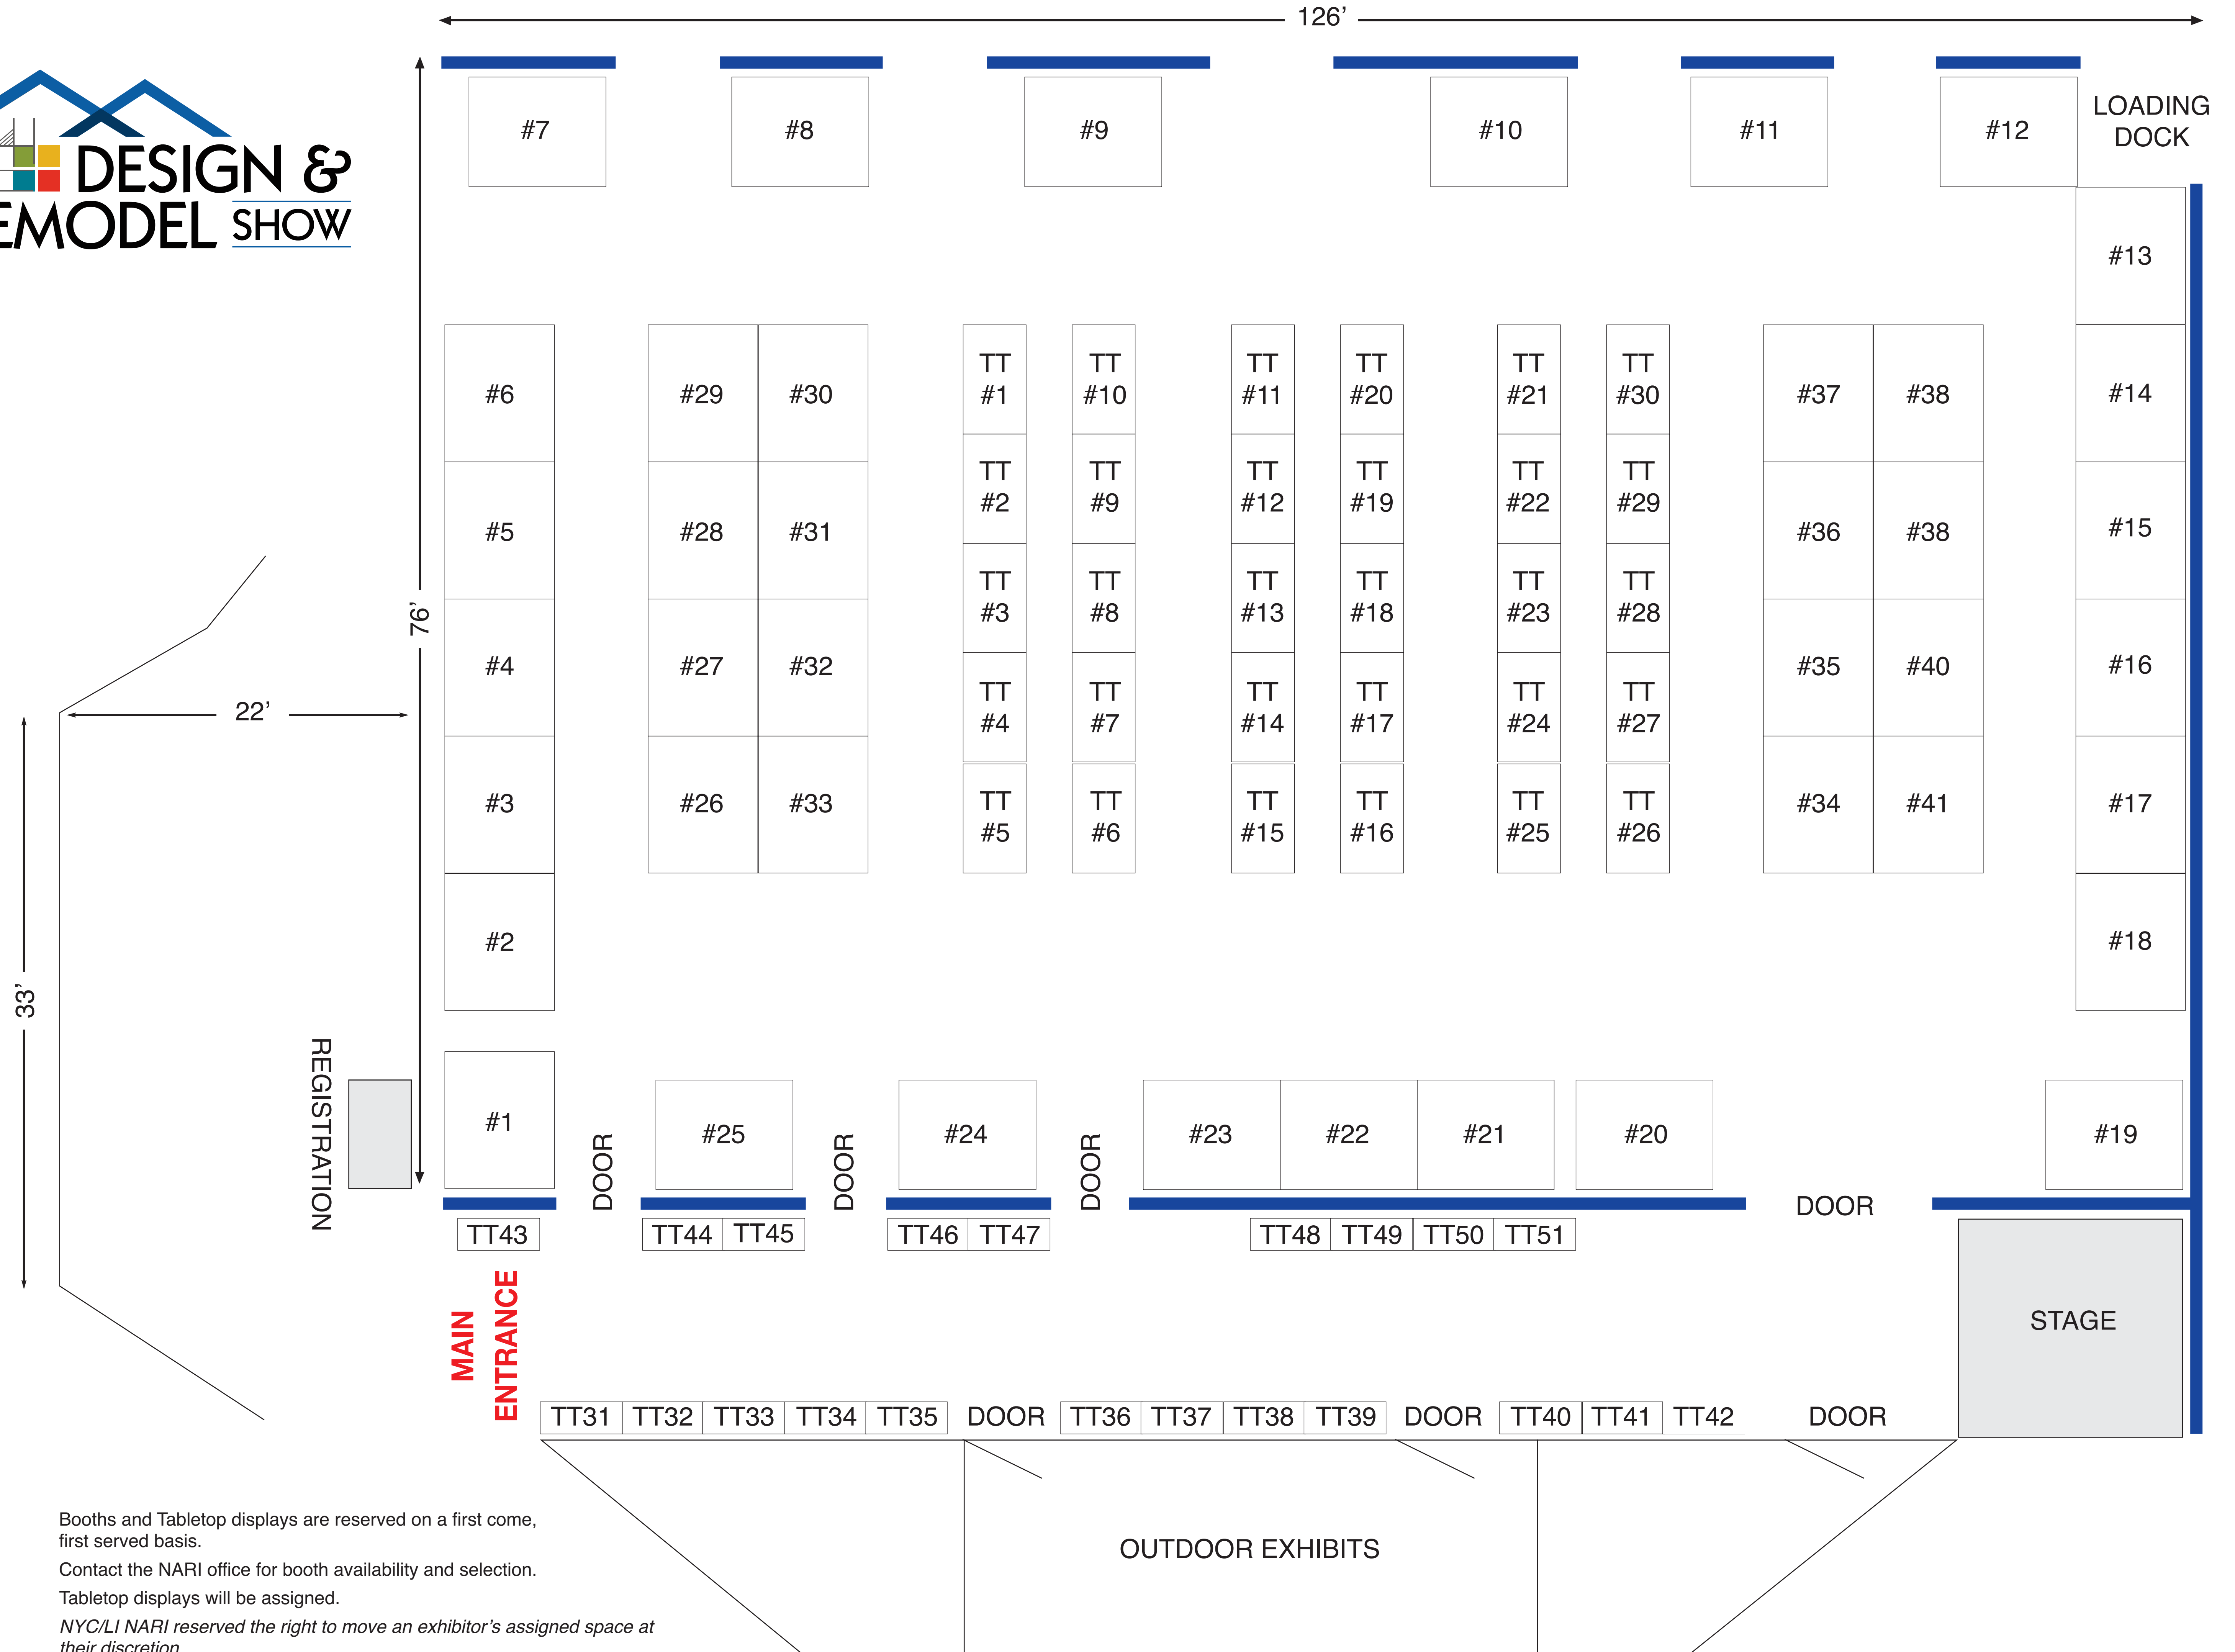 126’
DESIGN &
EMODEL SHOW
#7
#8
#9
#10
#11
#12
LOADING
DOCK
#13
#14
#15
#16
#17
#18
76’
22’
33’
#6
#5
#4
#3
#2
#1
#29 #30
#28 #31
#27 #32
#26 #33
TT
#1
TT
#10
TT
#11
TT
#20
TT
#21
TT
#30
TT
#2
TT
#9
TT
#12
TT
#19
TT
#22
TT
#29
TT
#3
TT
#8
TT
#13
TT
#18
TT
#23
TT
#28
TT
#4
TT
#7
TT
#14
TT
#17
TT
#24
TT
#27
TT
#5
TT
#6
TT
#15
TT
#16
TT
#25
TT
#26
#37 #38
#36 #38
#35 #40
#34 #41
REGISTRATION
DOOR
#25
DOOR
#24
DOOR
#23
#22
#21
#20
#19
DOOR
TT43
TT44 TT45
TT46 TT47
TT48 TT49 TT50 TT51
MAIN
ENTRANCE
STAGE
TT31 TT32 TT33 TT34 TT35 DOOR TT36 TT37 TT38 TT39 DOOR TT40 TT41 TT42 DOOR
OUTDOOR EXHIBITS
Booths and Tabletop displays are reserved on a first come,
first served basis.
Contact the NARI office for booth availability and selection.
Tabletop displays will be assigned.
NYC/LI NARI reserved the right to move an exhibitor’s assigned space at
their discretion